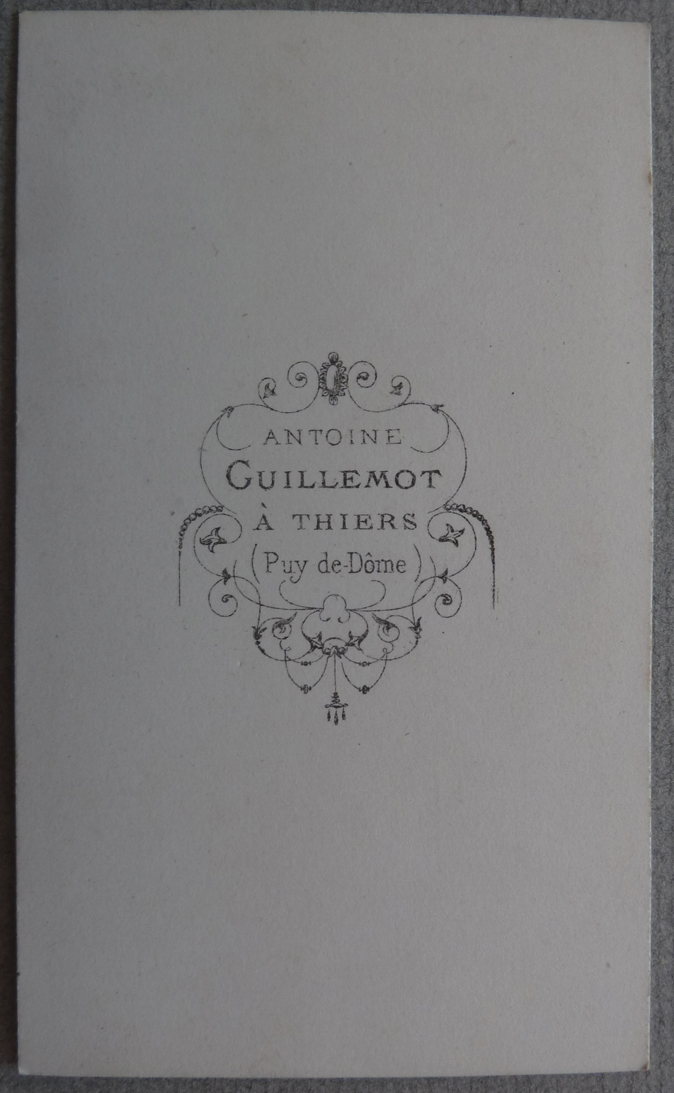 ANTOINE
GUILLEMOT
À THIERS
(Puy de-Dôme)